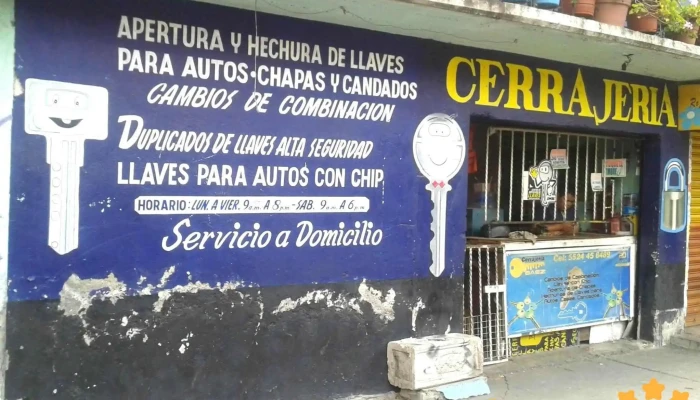 APERTURA Y HECHURA DE LLAVES
PARA AUTOS·CHAPAS Y CANDADOS
CAMBIOS DE COMBINACION
DUPLICADOS DE LLAVES ALTA SEGURIDAD
LLAVES PARA AUTOS CON CHIP
HORARIO: LUN. A VIER. 9 a.m. A 8 p.m. - SAB. 9 a.m. A 6 p.m.
SERVICIO A DOMICILIO
CERRAJERIA
Cerrajeria